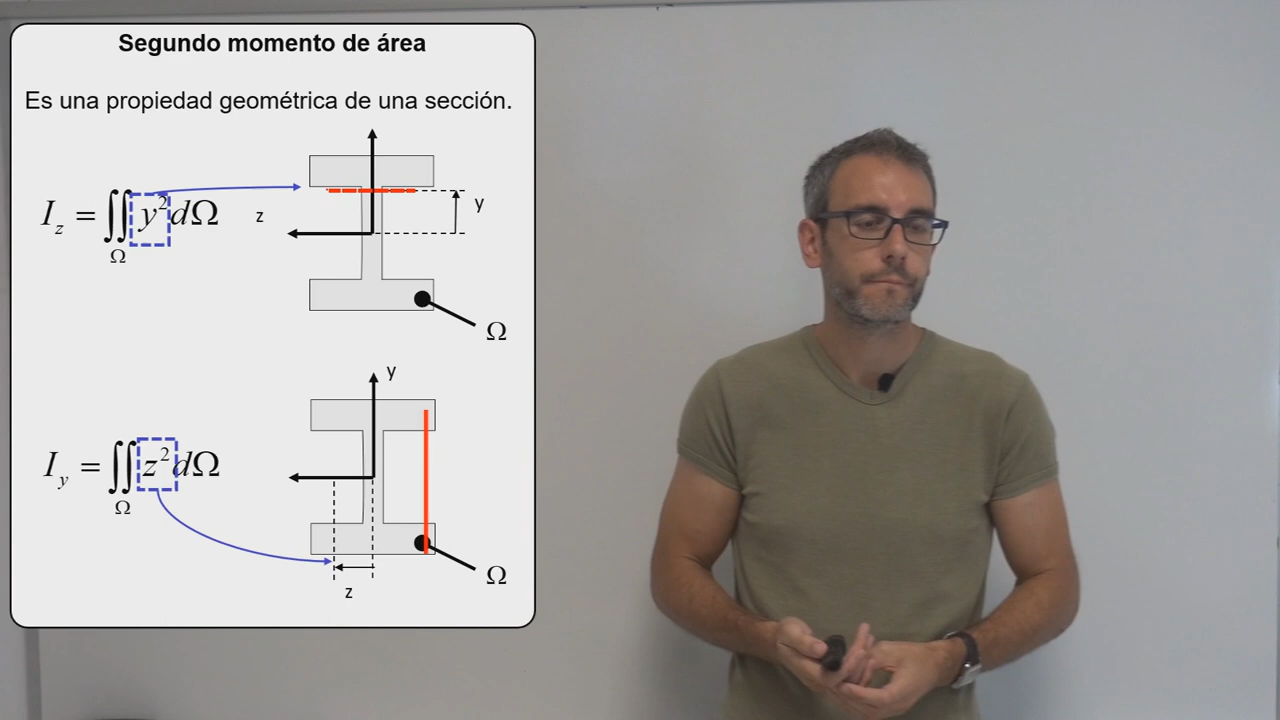 Segundo momento de área
Es una propiedad geométrica de una sección.
I_z = ∬_Ω y² dΩ
z
y
Ω
y
I_y = ∬_Ω z² dΩ
Ω
z